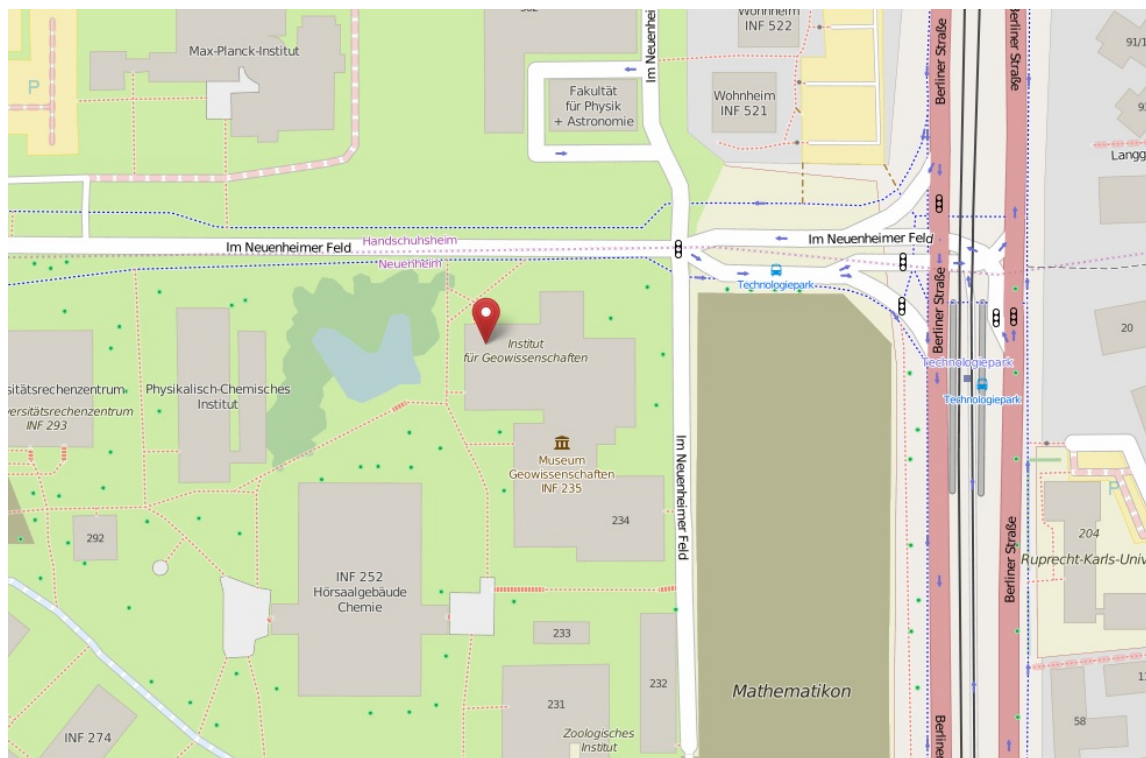 Max-Planck-Institut
P
Fakultät
für Physik
+ Astronomie
Im Neuenheimer
Wohnheim
INF 522
Wohnheim
INF 521
Berliner Straße
Berliner Straße
Langg
Im Neuenheimer Feld
Handschuhsheim
Neuenheim
Im Neuenheimer Feld
Technologiepark
Institut
für Geowissenschaften
Berliner Straße
20
Technologiepark
Technologiepark
sitätsrechenzentrum
versitätsrechenzentrum
INF 293
Physikalisch-Chemisches
Institut
Museum
Geowissenschaften
INF 235
Im Neuenheimer Feld
234
292
INF 252
Hörsaalgebäude
Chemie
P
204
Ruprecht-Karls-Univ
Berliner Straße
233
232
231
Mathematikon
58
INF 274
Zoologisches
Institut
Berliner